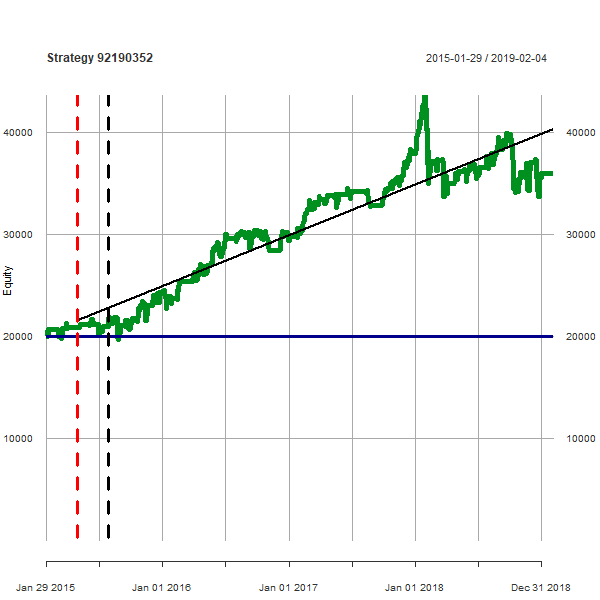 Strategy 92190352
2015-01-29 / 2019-02-04
40000 40000
30000 30000
Equity
20000 20000
10000 10000
Jan 29 2015 Jan 01 2016 Jan 01 2017 Jan 01 2018 Dec 31 2018